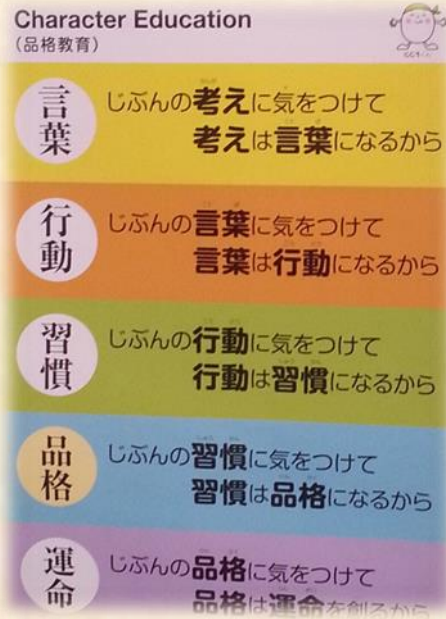 Character Education
(品格教育)
言葉
じぶんの考えに気をつけて
考えは言葉になるから
行動
じぶんの言葉に気をつけて
言葉は行動になるから
習慣
じぶんの行動に気をつけて
行動は習慣になるから
品格
じぶんの習慣に気をつけて
習慣は品格になるから
運命
じぶんの品格に気をつけて
品格は運命を創るから